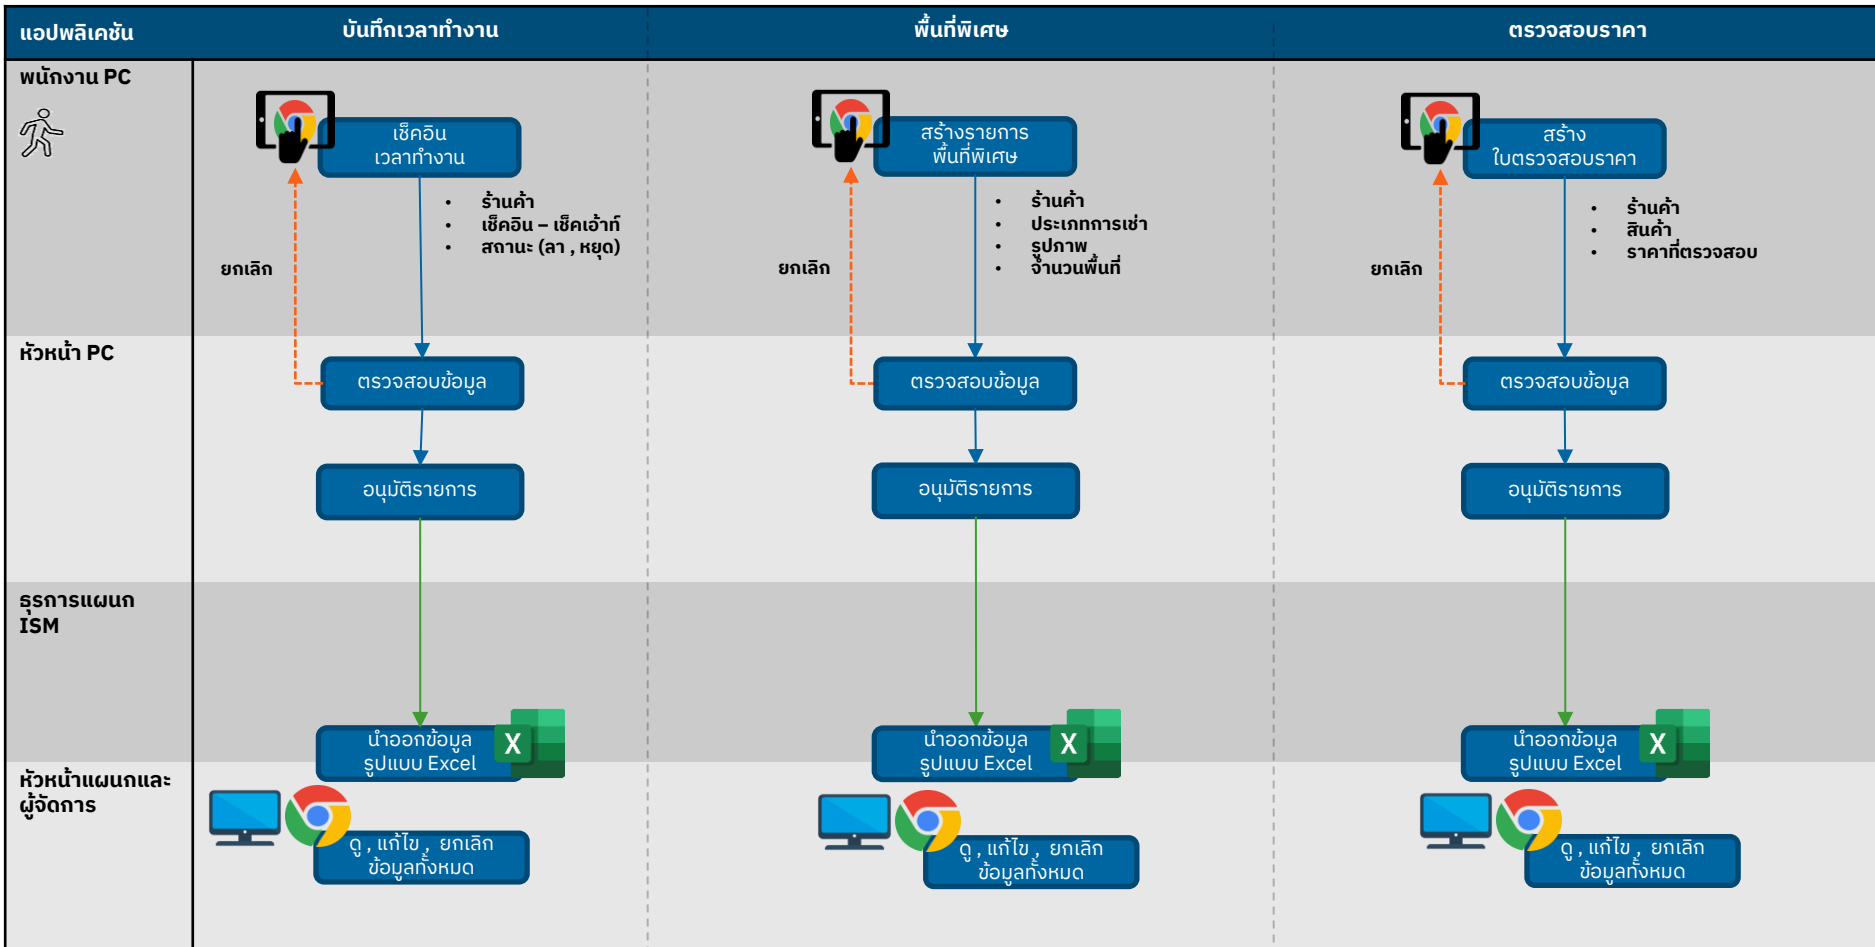 แอปพลิเคชัน
บันทึกเวลาทำงาน
พื้นที่พิเศษ
ตรวจสอบราคา
พนักงาน PC
เช็คอิน
เวลาทำงาน
สร้างรายการ
พื้นที่พิเศษ
สร้าง
ใบตรวจสอบราคา
• ร้านค้า
• เช็คอิน – เช็คเอ้าท์
• สถานะ (ลา , หยุด)
ยกเลิก
• ร้านค้า
• ประเภทการเช่า
• รูปภาพ
• จำนวนพื้นที่
ยกเลิก
• ร้านค้า
• สินค้า
• ราคาที่ตรวจสอบ
ยกเลิก
หัวหน้า PC
ตรวจสอบข้อมูล
ตรวจสอบข้อมูล
ตรวจสอบข้อมูล
อนุมัติรายการ
อนุมัติรายการ
อนุมัติรายการ
ธุรการแผนก
ISM
นำออกข้อมูล
รูปแบบ Excel
X
นำออกข้อมูล
รูปแบบ Excel
X
นำออกข้อมูล
รูปแบบ Excel
X
หัวหน้าแผนกและ
ผู้จัดการ
ดู , แก้ไข , ยกเลิก
ข้อมูลทั้งหมด
ดู , แก้ไข , ยกเลิก
ข้อมูลทั้งหมด
ดู , แก้ไข , ยกเลิก
ข้อมูลทั้งหมด